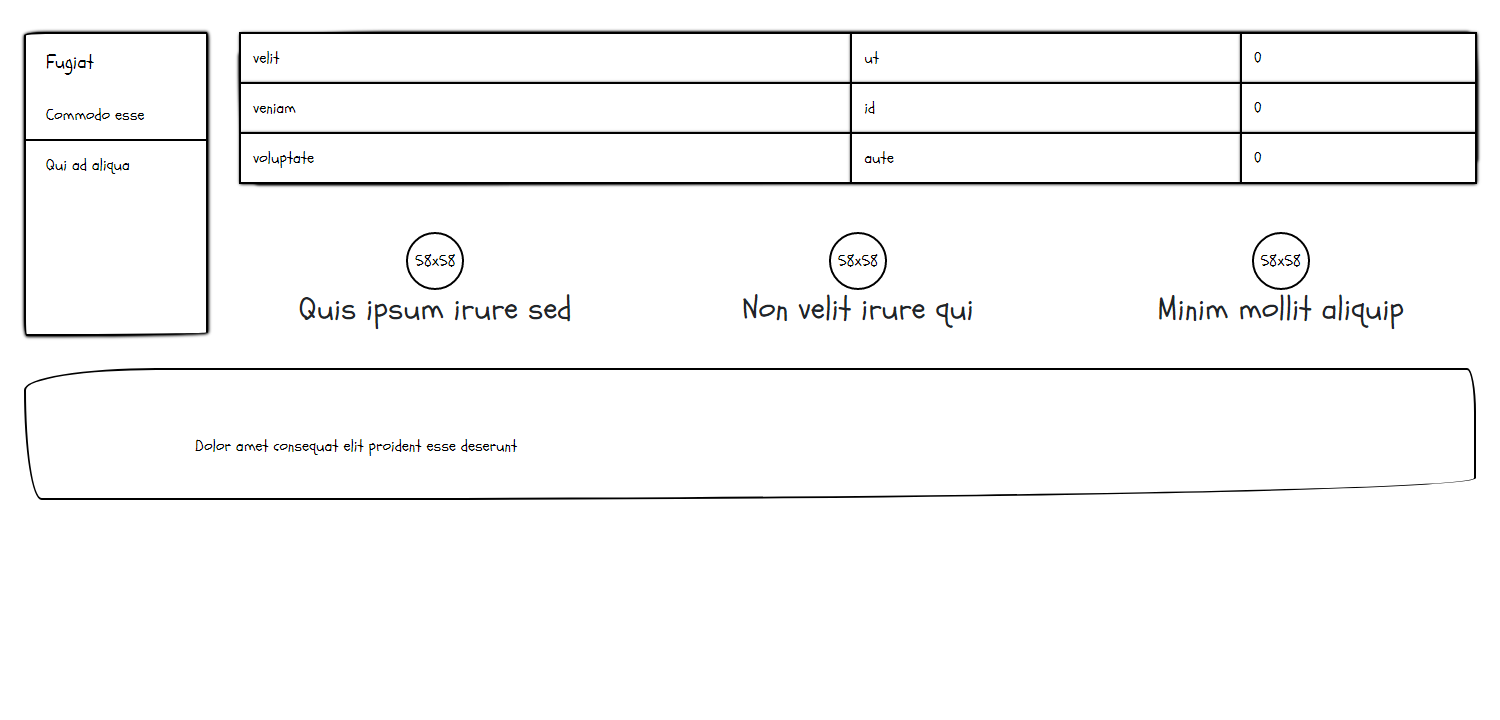 Fugiat
Commodo esse
Qui ad aliqua
velit ut 0
veniam id 0
voluptate aute 0
58x58 58x58 58x58
Quis ipsum irure sed Non velit irure qui Minim mollit aliquip
Dolor amet consequat elit proident esse deserunt